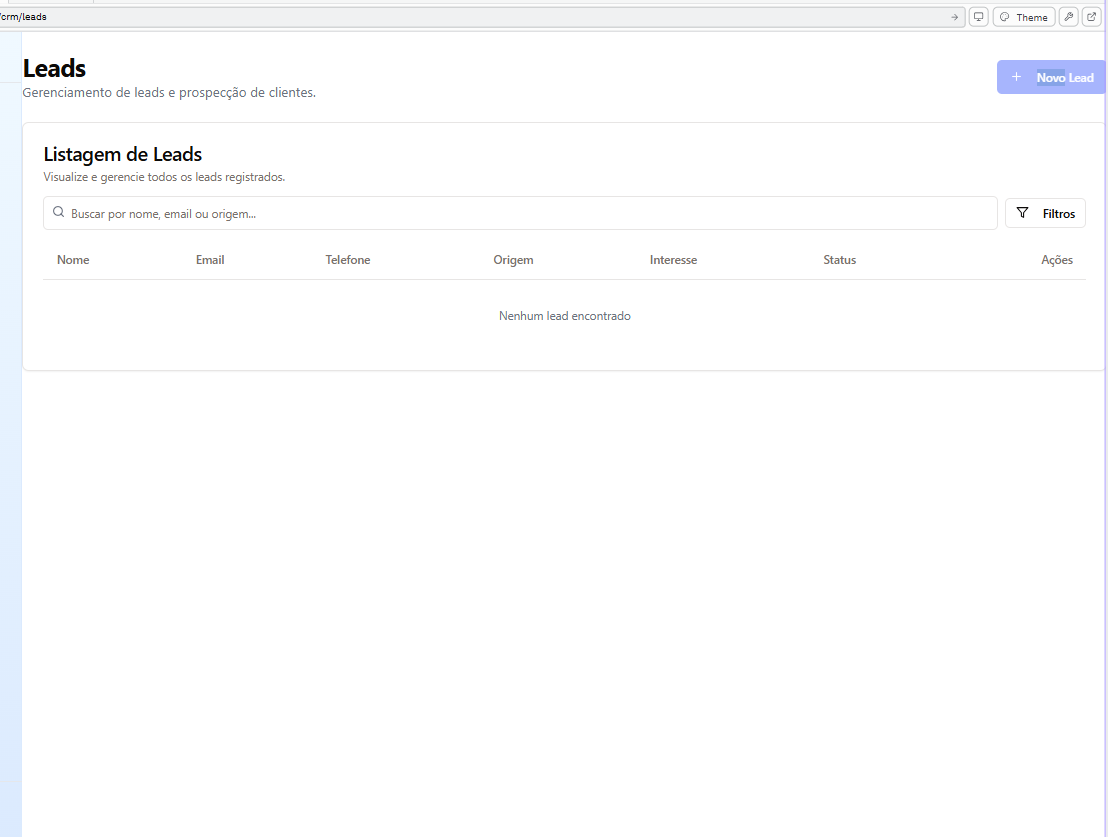 /crm/leads
Theme
Leads
Gerenciamento de leads e prospecção de clientes.
Novo Lead
Listagem de Leads
Visualize e gerencie todos os leads registrados.
Buscar por nome, email ou origem...
Filtros
Nome Email Telefone Origem Interesse Status Ações
Nenhum lead encontrado